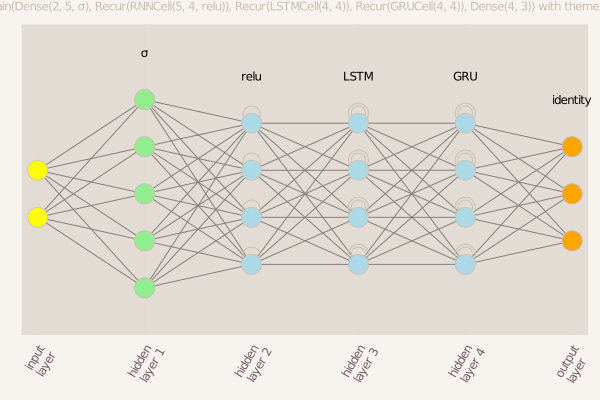 ain(Dense(2, 5, σ), Recur(RNNCell(5, 4, relu)), Recur(LSTMCell(4, 4)), Recur(GRUCell(4, 4)), Dense(4, 3)) with theme
σ
relu
LSTM
GRU
identity
input
layer
hidden
layer 1
hidden
layer 2
hidden
layer 3
hidden
layer 4
output
layer